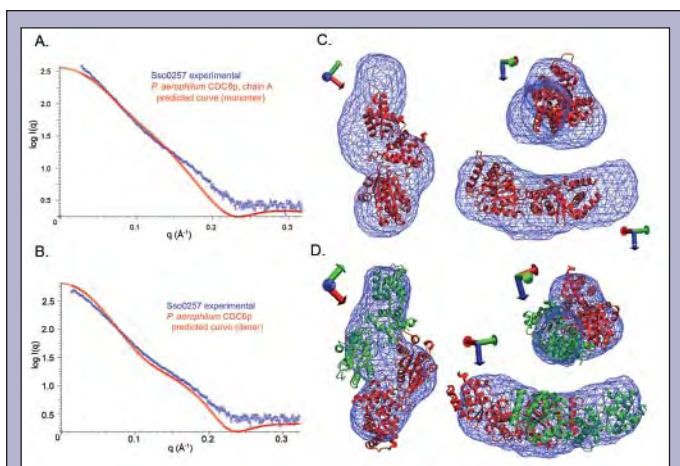 A.
2.5
2.0
1.5
1.0
0.5
Sso0257 experimental
P. aerophilum CDC6p, chain A
predicted curve (monomer)
log I(q)
0
0.1
0.2
0.3
q (Å⁻¹)
B.
2.5
2.0
1.5
1.0
0.5
Sso0257 experimental
P. aerophilum CDC6p
predicted curve (dimer)
log I(q)
0
0.1
0.2
0.3
q (Å⁻¹)
C.
D.